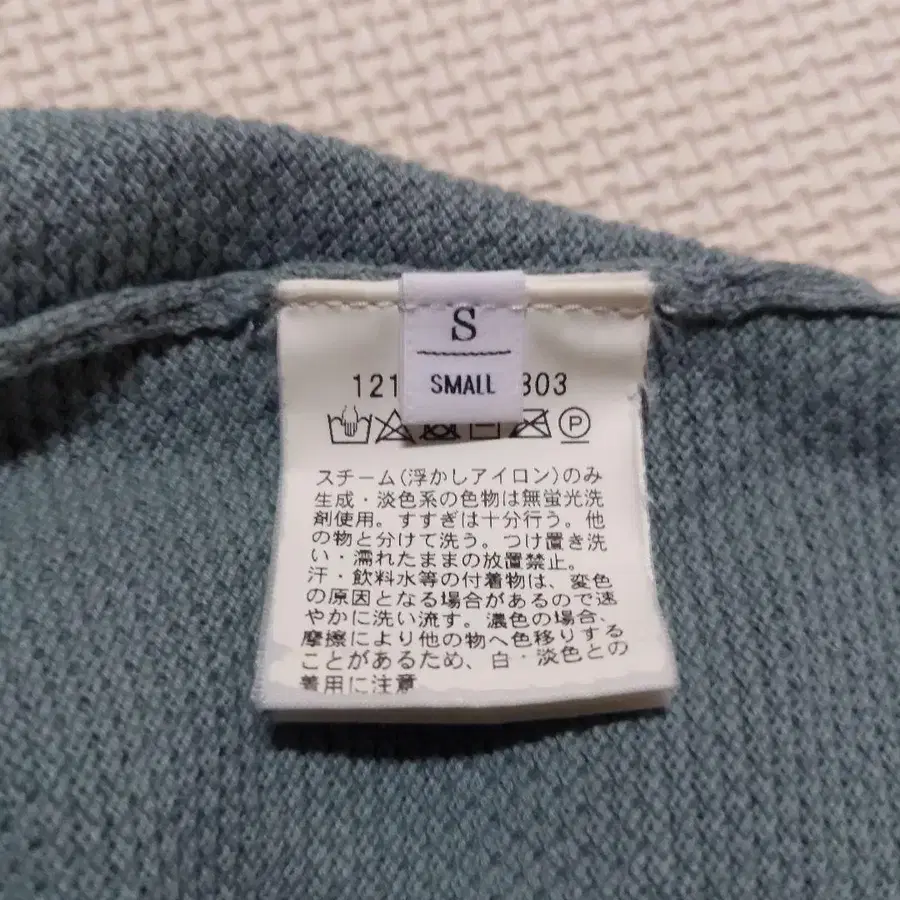 S
SMALL
121
303
P
スチーム(浮かしアイロン)のみ
生成・淡色系の色物は無蛍光洗
剤使用。すすぎは十分行う。他
の物と分けて洗う。つけ置き洗
い・濡れたままの放置禁止。
汗・飲料水等の付着物は、変色
の原因となる場合があるので速
やかに洗い流す。濃色の場合、
摩擦により他の物へ色移りする
ことがあるため、白・淡色との
着用に注意